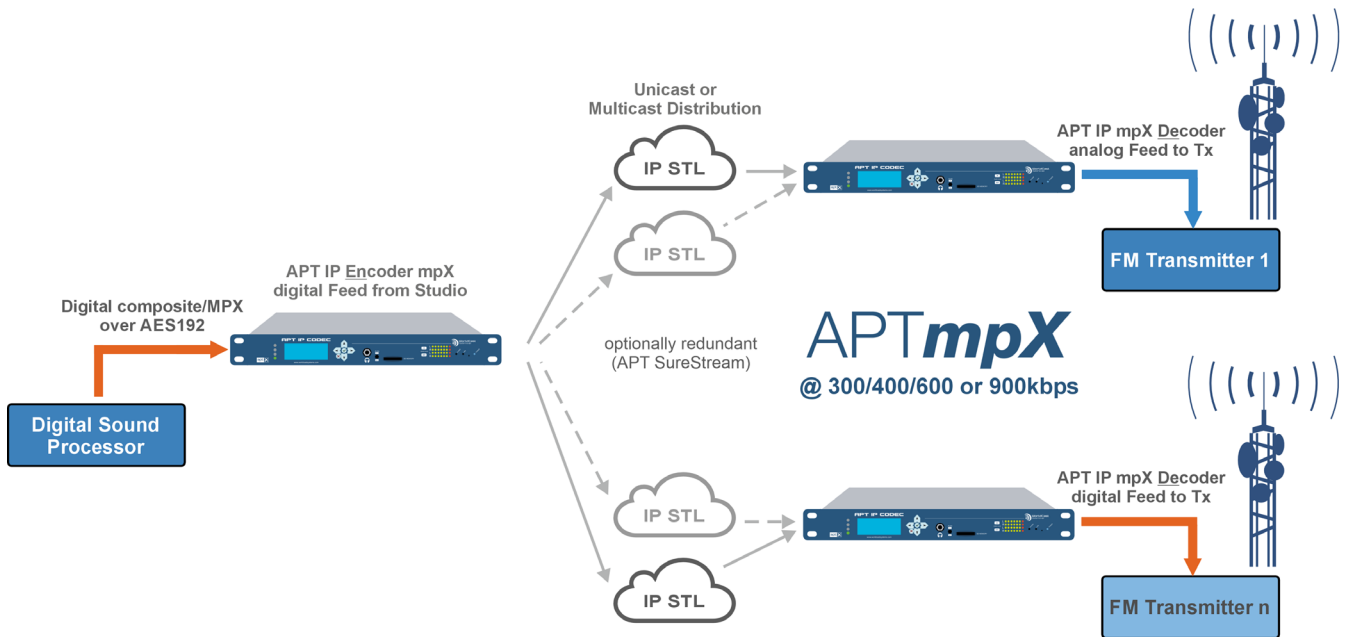 Unicast or
Multicast Distribution
IP STL
IP STL
APT IP CODEC
APT IP mpX Decoder
analog Feed to Tx
FM Transmitter 1
APT IP Encoder mpX
digital Feed from Studio
Digital composite/MPX
over AES192
APT IP CODEC
Digital Sound
Processor
optionally redundant
(APT SureStream)
APTmpX
@ 300/400/600 or 900kbps
IP STL
IP STL
APT IP CODEC
APT IP mpX Decoder
digital Feed to Tx
FM Transmitter n